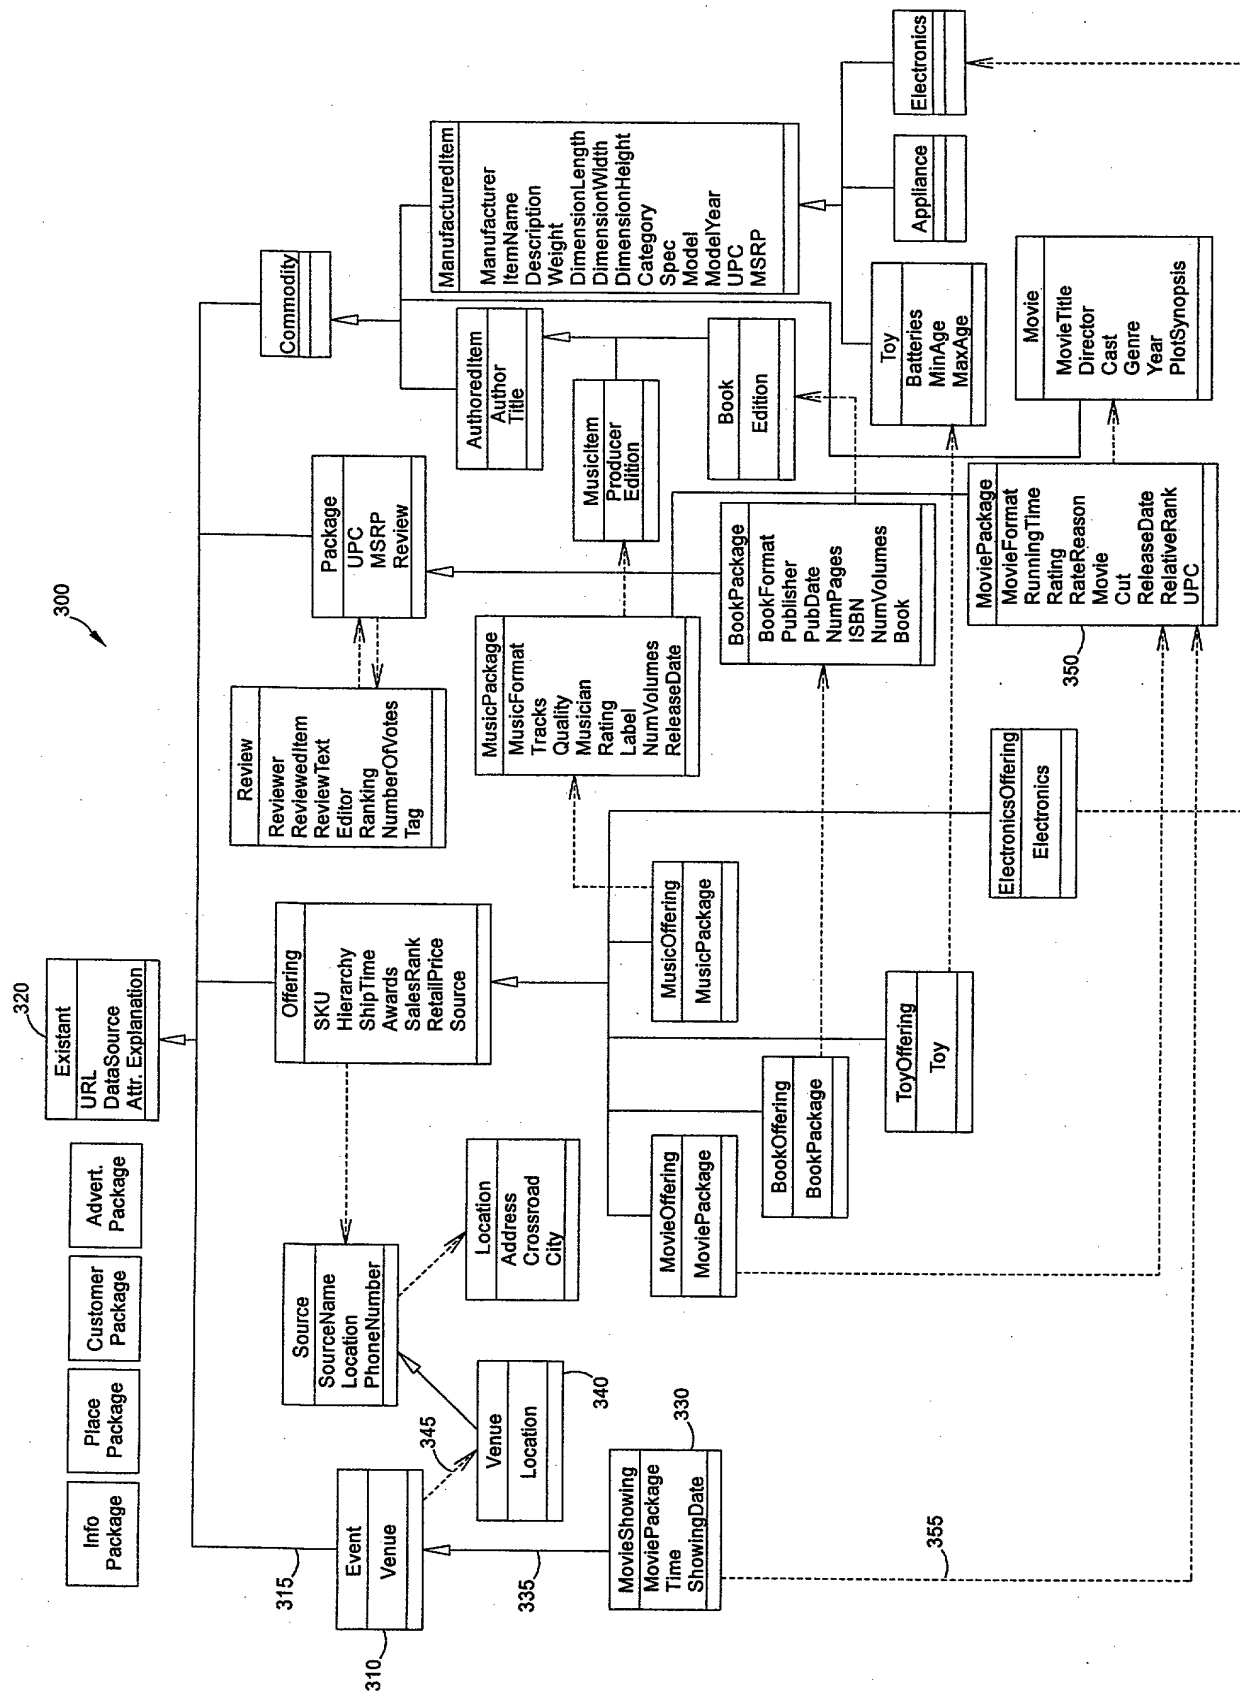 300
Info
Package
Place
Package
Customer
Package
Advert.
Package
320
Existant
URL
DataSource
Attr. Explanation
315
310
Event
Venue
345
Venue
Location
340
335
MovieShowing
MoviePackage
Time
ShowingDate
330
355
Source
SourceName
Location
PhoneNumber
Location
Address
Crossroad
City
Offering
SKU
Hierarchy
ShipTime
Awards
SalesRank
RetailPrice
Source
MovieOffering
MoviePackage
BookOffering
BookPackage
MusicOffering
MusicPackage
ToyOffering
Toy
ElectronicsOffering
Electronics
Review
Reviewer
ReviewedItem
ReviewText
Editor
Ranking
NumberOfVotes
Tag
Package
UPC
MSRP
Review
MusicPackage
MusicFormat
Tracks
Quality
Musician
Rating
Label
NumVolumes
ReleaseDate
BookPackage
BookFormat
Publisher
PubDate
NumPages
ISBN
NumVolumes
Book
350
MoviePackage
MovieFormat
RunningTime
Rating
RateReason
Movie
Cut
ReleaseDate
RelativeRank
UPC
Commodity
AuthoredItem
Author
Title
MusicItem
Producer
Edition
Book
Edition
ManufacturedItem
Manufacturer
ItemName
Description
Weight
DimensionLength
DimensionWidth
DimensionHeight
Category
Spec
Model
ModelYear
UPC
MSRP
Toy
Batteries
MinAge
MaxAge
Appliance
Electronics
Movie
MovieTitle
Director
Cast
Genre
Year
PlotSynopsis